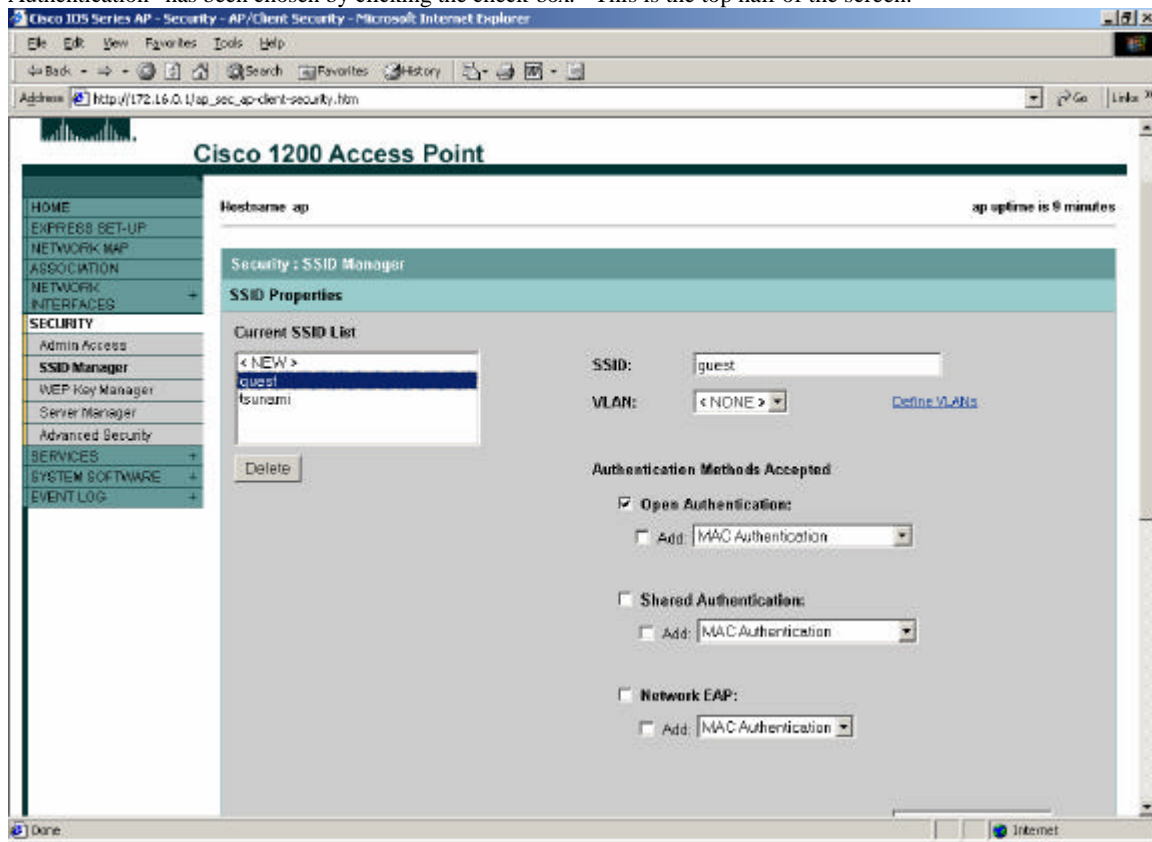 Authentication" has been chosen by clicking the check-box. This is the top half of the screen.
Cisco IOS Series AP - Security - AP/Client Security - Microsoft Internet Explorer
File Edit View Favorites Tools Help
Back Search Favorites History
Address http://172.16.0.1/ap_sec_ap-client-security.htm Go Links »
Cisco 1200 Access Point
HOME
EXPRESS SET-UP
NETWORK MAP
ASSOCIATION
NETWORK INTERFACES +
SECURITY
Admin Access
SSID Manager
WEP Key Manager
Server Manager
Advanced Security
SERVICES +
SYSTEM SOFTWARE +
EVENT LOG +
Hostname ap ap uptime is 9 minutes
Security : SSID Manager
SSID Properties
Current SSID List
< NEW >
guest
tsunami
Delete
SSID: guest
VLAN: < NONE > Define VLANs
Authentication Methods Accepted
Open Authentication:
Add: MAC Authentication
Shared Authentication:
Add: MAC Authentication
Network EAP:
Add: MAC Authentication
Done Internet